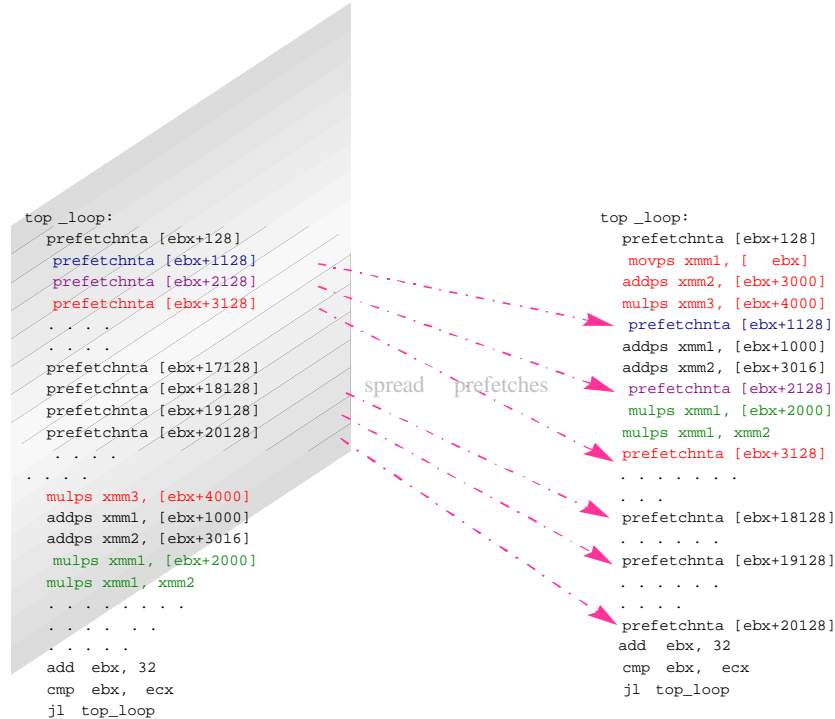 top _loop:
prefetchnta [ebx+128]
prefetchnta [ebx+1128]
prefetchnta [ebx+2128]
prefetchnta [ebx+3128]
. . . .
. . . .
prefetchnta [ebx+17128]
prefetchnta [ebx+18128]
prefetchnta [ebx+19128]
prefetchnta [ebx+20128]
. . . .
. . . .
mulps xmm3, [ebx+4000]
addps xmm1, [ebx+1000]
addps xmm2, [ebx+3016]
mulps xmm1, [ebx+2000]
mulps xmm1, xmm2
. . . . . . . .
. . . . . .
. . . . .
add ebx, 32
cmp ebx, ecx
jl top_loop
spread prefetches
top _loop:
prefetchnta [ebx+128]
movps xmm1, [ ebx]
addps xmm2, [ebx+3000]
mulps xmm3, [ebx+4000]
prefetchnta [ebx+1128]
addps xmm1, [ebx+1000]
addps xmm2, [ebx+3016]
prefetchnta [ebx+2128]
mulps xmm1, [ebx+2000]
mulps xmm1, xmm2
prefetchnta [ebx+3128]
. . . . . . .
. . .
prefetchnta [ebx+18128]
. . . . . .
prefetchnta [ebx+19128]
. . . . . .
. . . .
prefetchnta [ebx+20128]
add ebx, 32
cmp ebx, ecx
jl top_loop